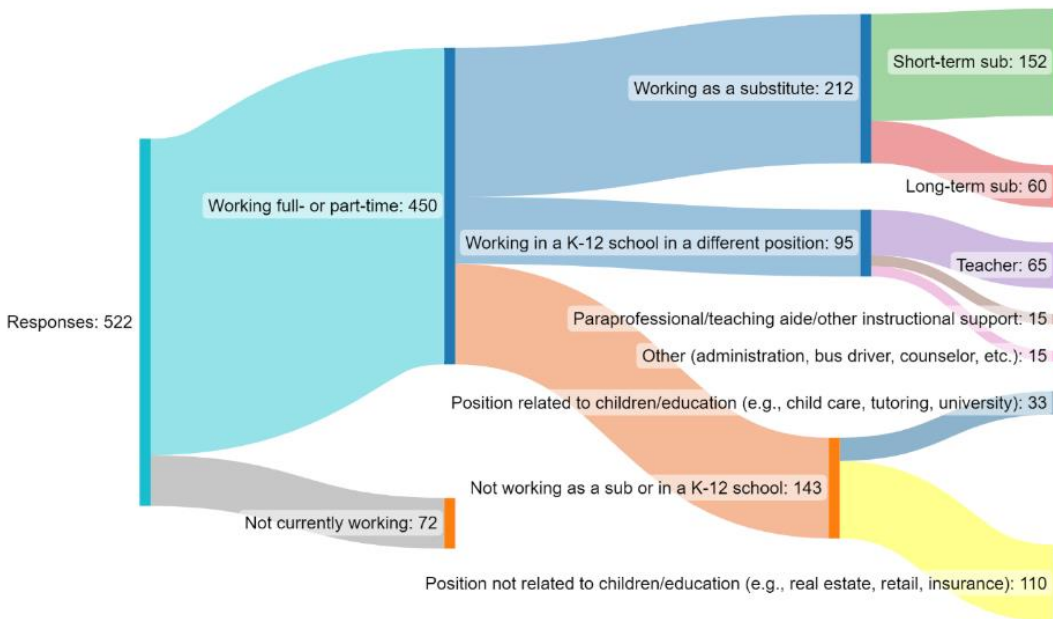 Short-term sub: 152
Working as a substitute: 212
Long-term sub: 60
Working full- or part-time: 450
Working in a K-12 school in a different position: 95
Teacher: 65
Responses: 522
Paraprofessional/teaching aide/other instructional support: 15
Other (administration, bus driver, counselor, etc.): 15
Position related to children/education (e.g., child care, tutoring, university): 33
Not working as a sub or in a K-12 school: 143
Not currently working: 72
Position not related to children/education (e.g., real estate, retail, insurance): 110